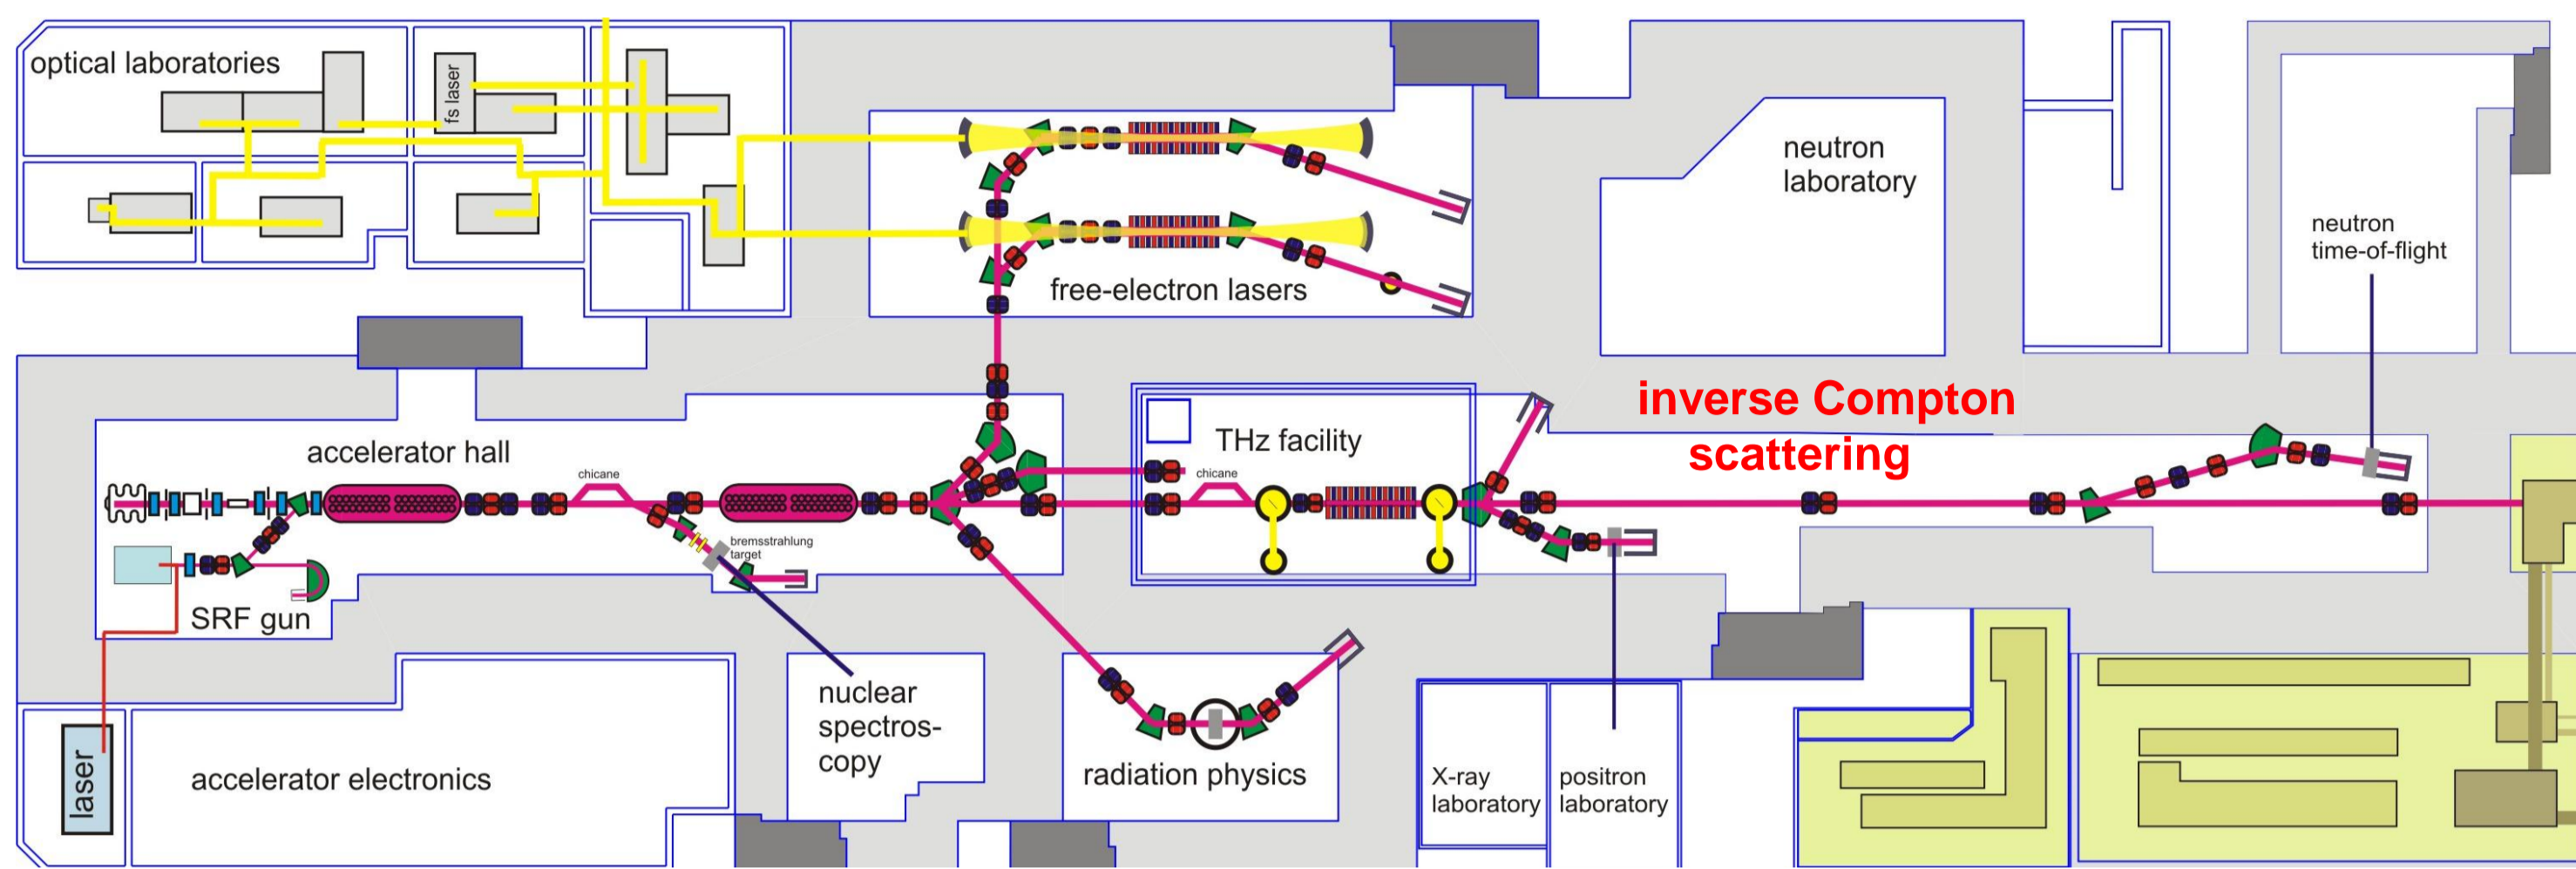 optical laboratories
fs laser
free-electron lasers
neutron
laboratory
neutron
time-of-flight
inverse Compton
scattering
accelerator hall
chicane
THz facility
chicane
bremsstrahlung
target
SRF gun
nuclear
spectros-
copy
laser
accelerator electronics
radiation physics
X-ray
laboratory
positron
laboratory